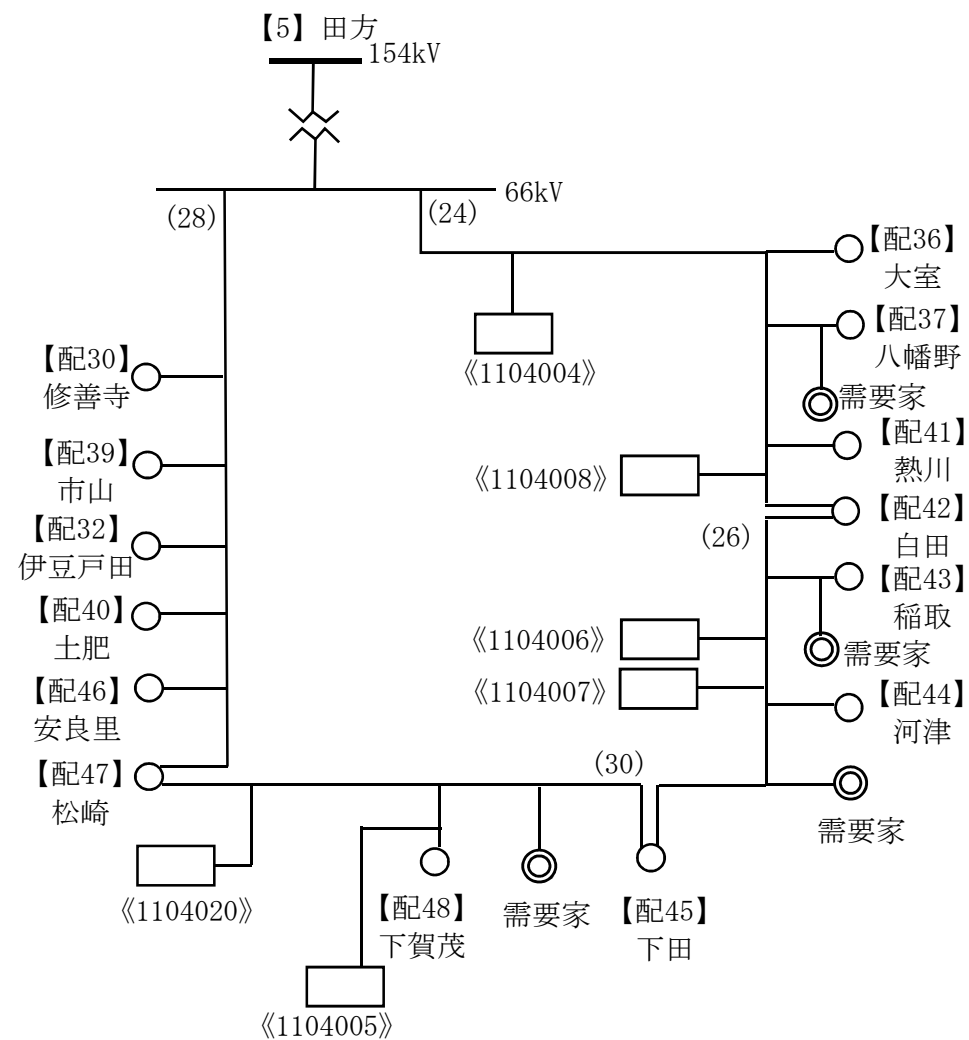 【5】田方
154kV
66kV
(28)
(24)
【配36】
大室
【配37】
八幡野
需要家
《1104004》
【配30】
修善寺
【配41】
熱川
【配39】
市山
《1104008》
【配42】
白田
(26)
【配32】
伊豆戸田
【配43】
稲取
【配40】
土肥
《1104006》
需要家
【配46】
安良里
《1104007》
【配44】
河津
【配47】
松崎
(30)
需要家
《1104020》
【配48】
下賀茂
需要家
【配45】
下田
《1104005》